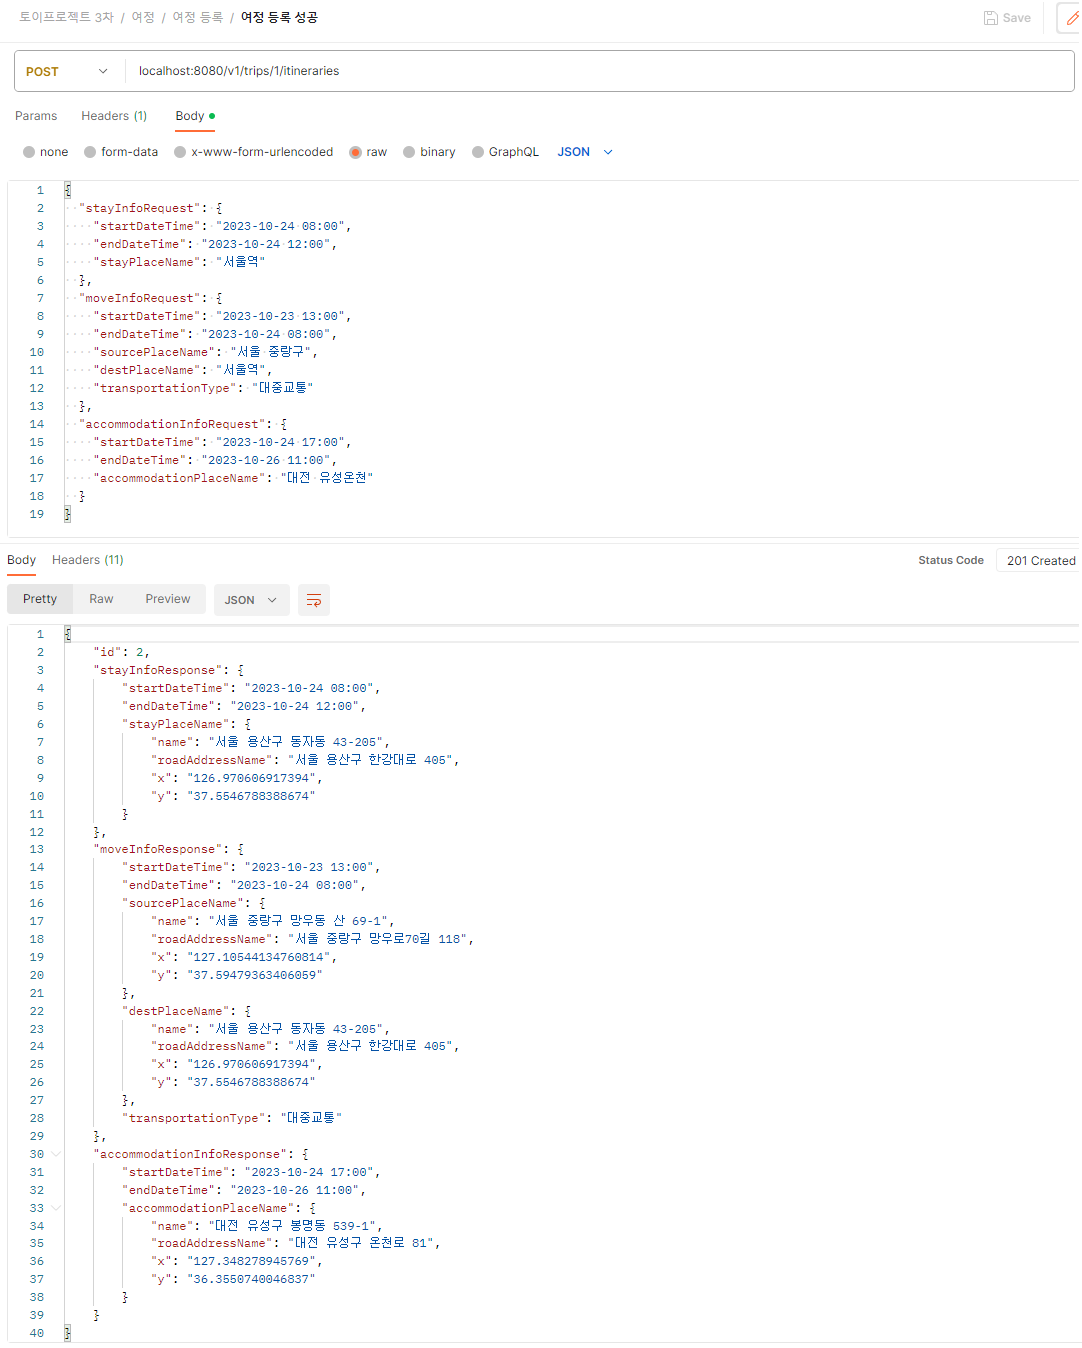 토이프로젝트 3차 / 여정 / 여정 등록 / 여정 등록 성공
Save
POST
localhost:8080/v1/trips/1/itineraries
Params Headers (1) Body
none form-data x-www-form-urlencoded raw binary GraphQL JSON
1 {
2 "stayInfoRequest": {
3 "startDateTime": "2023-10-24 08:00",
4 "endDateTime": "2023-10-24 12:00",
5 "stayPlaceName": "서울역"
6 },
7 "moveInfoRequest": {
8 "startDateTime": "2023-10-23 13:00",
9 "endDateTime": "2023-10-24 08:00",
10 "sourcePlaceName": "서울 중랑구",
11 "destPlaceName": "서울역",
12 "transportationType": "대중교통"
13 },
14 "accommodationInfoRequest": {
15 "startDateTime": "2023-10-24 17:00",
16 "endDateTime": "2023-10-26 11:00",
17 "accommodationPlaceName": "대전 유성온천"
18 }
19 }
Body Headers (11) Status Code 201 Created
Pretty Raw Preview JSON
1 {
2 "id": 2,
3 "stayInfoResponse": {
4 "startDateTime": "2023-10-24 08:00",
5 "endDateTime": "2023-10-24 12:00",
6 "stayPlaceName": {
7 "name": "서울 용산구 동자동 43-205",
8 "roadAddressName": "서울 용산구 한강대로 405",
9 "x": "126.970606917394",
10 "y": "37.5546788388674"
11 }
12 },
13 "moveInfoResponse": {
14 "startDateTime": "2023-10-23 13:00",
15 "endDateTime": "2023-10-24 08:00",
16 "sourcePlaceName": {
17 "name": "서울 중랑구 망우동 산 69-1",
18 "roadAddressName": "서울 중랑구 망우로70길 118",
19 "x": "127.10544134760814",
20 "y": "37.59479363406059"
21 },
22 "destPlaceName": {
23 "name": "서울 용산구 동자동 43-205",
24 "roadAddressName": "서울 용산구 한강대로 405",
25 "x": "126.970606917394",
26 "y": "37.5546788388674"
27 },
28 "transportationType": "대중교통"
29 },
30 "accommodationInfoResponse": {
31 "startDateTime": "2023-10-24 17:00",
32 "endDateTime": "2023-10-26 11:00",
33 "accommodationPlaceName": {
34 "name": "대전 유성구 봉명동 539-1",
35 "roadAddressName": "대전 유성구 온천로 81",
36 "x": "127.348278945769",
37 "y": "36.3550740046837"
38 }
39 }
40 }